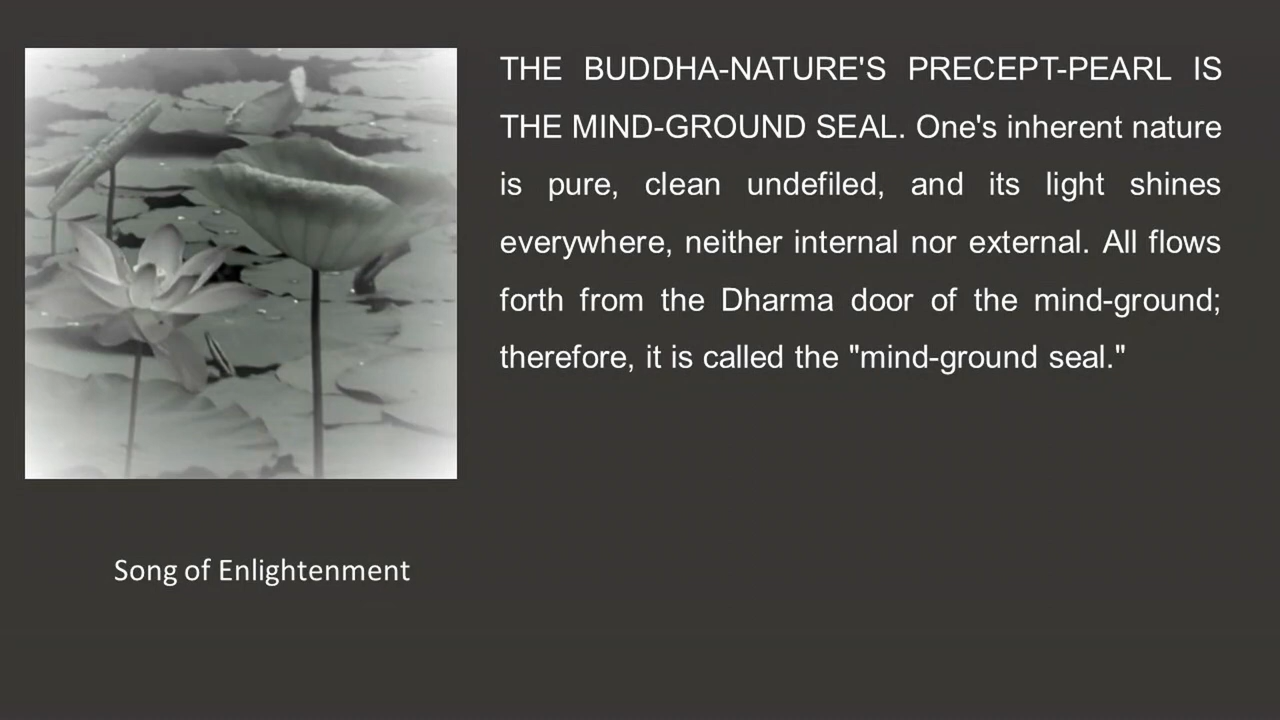 THE BUDDHA-NATURE'S PRECEPT-PEARL IS
THE MIND-GROUND SEAL. One's inherent nature
is pure, clean undefiled, and its light shines
everywhere, neither internal nor external. All flows
forth from the Dharma door of the mind-ground;
therefore, it is called the "mind-ground seal."
Song of Enlightenment